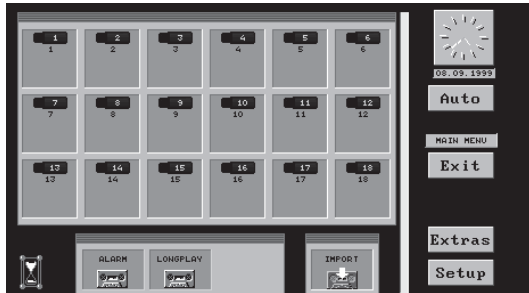 1 2 3 4 5 6
1 2 3 4 5 6
7 8 9 10 11 12
7 8 9 10 11 12
13 14 15 16 17 18
13 14 15 16 17 18
ALARM LONGPLAY IMPORT
08.09.1999
Auto
MAIN MENU
Exit
Extras
Setup